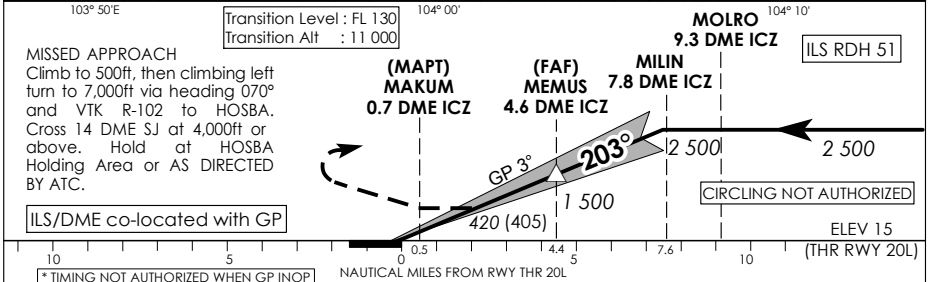 103° 50'E
104° 00'
104° 10'
Transition Level : FL 130
Transition Alt : 11 000
MOLRO
9.3 DME ICZ
ILS RDH 51
MISSED APPROACH
Climb to 500ft, then climbing left
turn to 7,000ft via heading 070°
and VTK R-102 to HOSBA.
Cross 14 DME SJ at 4,000ft or
above. Hold at HOSBA
Holding Area or AS DIRECTED
BY ATC.
(MAPT)
MAKUM
0.7 DME ICZ
(FAF)
MEMUS
4.6 DME ICZ
MILIN
7.8 DME ICZ
GP 3°
203°
2 500
2 500
1 500
420 (405)
CIRCLING NOT AUTHORIZED
ILS/DME co-located with GP
ELEV 15
(THR RWY 20L)
10
5
0
0.5
4.4
5
7.6
10
* TIMING NOT AUTHORIZED WHEN GP INOP
NAUTICAL MILES FROM RWY THR 20L